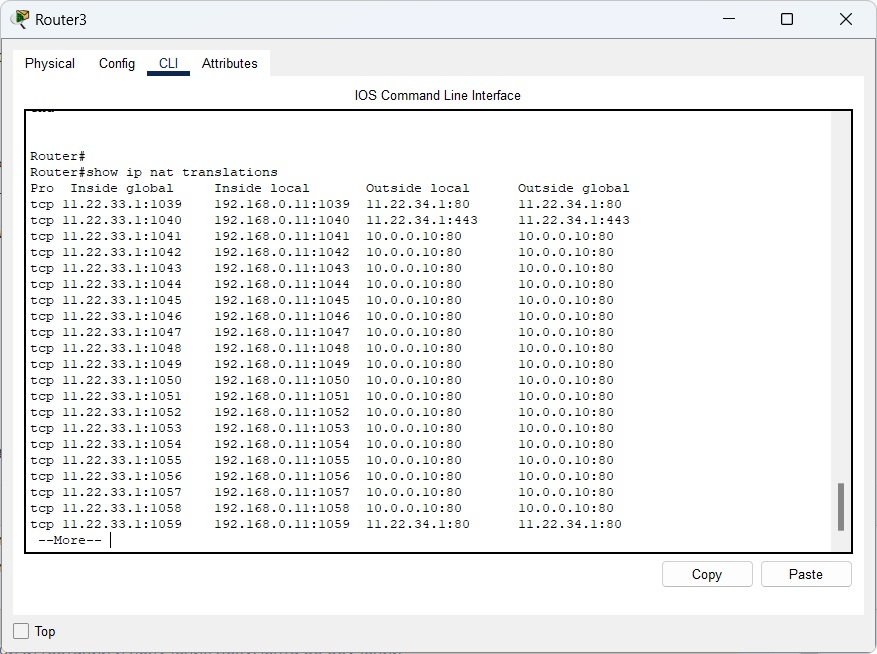 Router3
Physical Config CLI Attributes
IOS Command Line Interface
Router#
Router#show ip nat translations
Pro  Inside global     Inside local       Outside local      Outside global
tcp 11.22.33.1:1039    192.168.0.11:1039  11.22.34.1:80      11.22.34.1:80
tcp 11.22.33.1:1040    192.168.0.11:1040  11.22.34.1:443     11.22.34.1:443
tcp 11.22.33.1:1041    192.168.0.11:1041  10.0.0.10:80       10.0.0.10:80
tcp 11.22.33.1:1042    192.168.0.11:1042  10.0.0.10:80       10.0.0.10:80
tcp 11.22.33.1:1043    192.168.0.11:1043  10.0.0.10:80       10.0.0.10:80
tcp 11.22.33.1:1044    192.168.0.11:1044  10.0.0.10:80       10.0.0.10:80
tcp 11.22.33.1:1045    192.168.0.11:1045  10.0.0.10:80       10.0.0.10:80
tcp 11.22.33.1:1046    192.168.0.11:1046  10.0.0.10:80       10.0.0.10:80
tcp 11.22.33.1:1047    192.168.0.11:1047  10.0.0.10:80       10.0.0.10:80
tcp 11.22.33.1:1048    192.168.0.11:1048  10.0.0.10:80       10.0.0.10:80
tcp 11.22.33.1:1049    192.168.0.11:1049  10.0.0.10:80       10.0.0.10:80
tcp 11.22.33.1:1050    192.168.0.11:1050  10.0.0.10:80       10.0.0.10:80
tcp 11.22.33.1:1051    192.168.0.11:1051  10.0.0.10:80       10.0.0.10:80
tcp 11.22.33.1:1052    192.168.0.11:1052  10.0.0.10:80       10.0.0.10:80
tcp 11.22.33.1:1053    192.168.0.11:1053  10.0.0.10:80       10.0.0.10:80
tcp 11.22.33.1:1054    192.168.0.11:1054  10.0.0.10:80       10.0.0.10:80
tcp 11.22.33.1:1055    192.168.0.11:1055  10.0.0.10:80       10.0.0.10:80
tcp 11.22.33.1:1056    192.168.0.11:1056  10.0.0.10:80       10.0.0.10:80
tcp 11.22.33.1:1057    192.168.0.11:1057  10.0.0.10:80       10.0.0.10:80
tcp 11.22.33.1:1058    192.168.0.11:1058  10.0.0.10:80       10.0.0.10:80
tcp 11.22.33.1:1059    192.168.0.11:1059  11.22.34.1:80      11.22.34.1:80
--More--
Copy Paste
Top